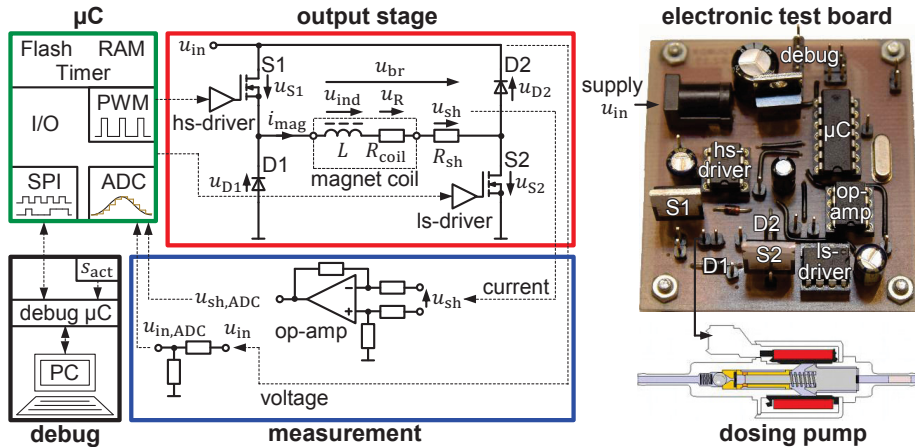 µC
Flash RAM
Timer
I/O
PWM
SPI
ADC
output stage
u_in
S1
u_S1
hs-driver
D1
u_D1
i_mag
u_br
u_ind
u_R
L
R_coil
magnet coil
u_sh
R_sh
D2
u_D2
S2
u_S2
ls-driver
s_act
debug µC
PC
debug
u_sh,ADC
u_in,ADC
u_in
op-amp
u_sh
current
voltage
measurement
electronic test board
debug
supply
u_in
µC
hs-
driver
op-
amp
S1
D2
D1
S2
ls-
driver
dosing pump